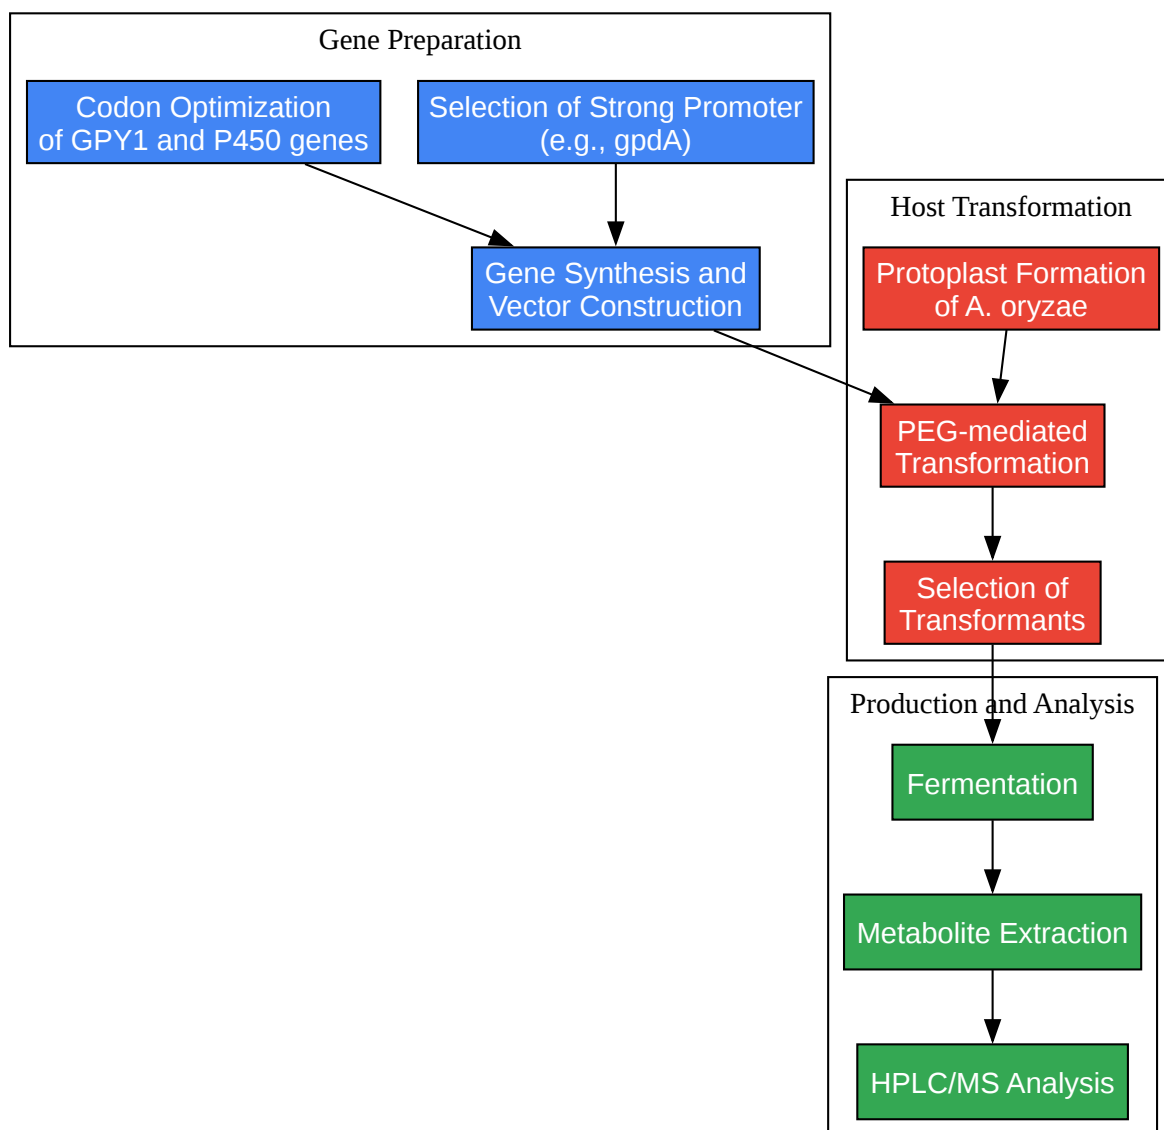 Gene Preparation
Codon Optimization
of GPY1 and P450 genes
Selection of Strong Promoter
(e.g., gpdA)
Gene Synthesis and
Vector Construction
Host Transformation
Protoplast Formation
of A. oryzae
PEG-mediated
Transformation
Selection of
Transformants
Production and Analysis
Fermentation
Metabolite Extraction
HPLC/MS Analysis